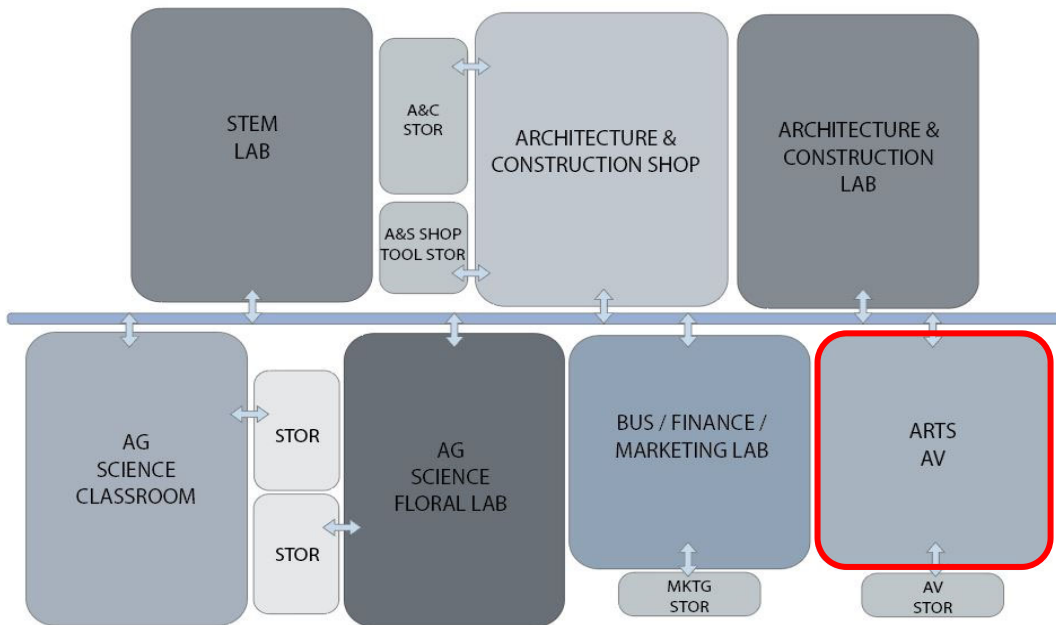 STEM
LAB
A&C
STOR
A&S SHOP
TOOL STOR
ARCHITECTURE &
CONSTRUCTION SHOP
ARCHITECTURE &
CONSTRUCTION
LAB
AG
SCIENCE
CLASSROOM
STOR
STOR
AG
SCIENCE
FLORAL LAB
BUS / FINANCE /
MARKETING LAB
MKTG
STOR
ARTS
AV
AV
STOR